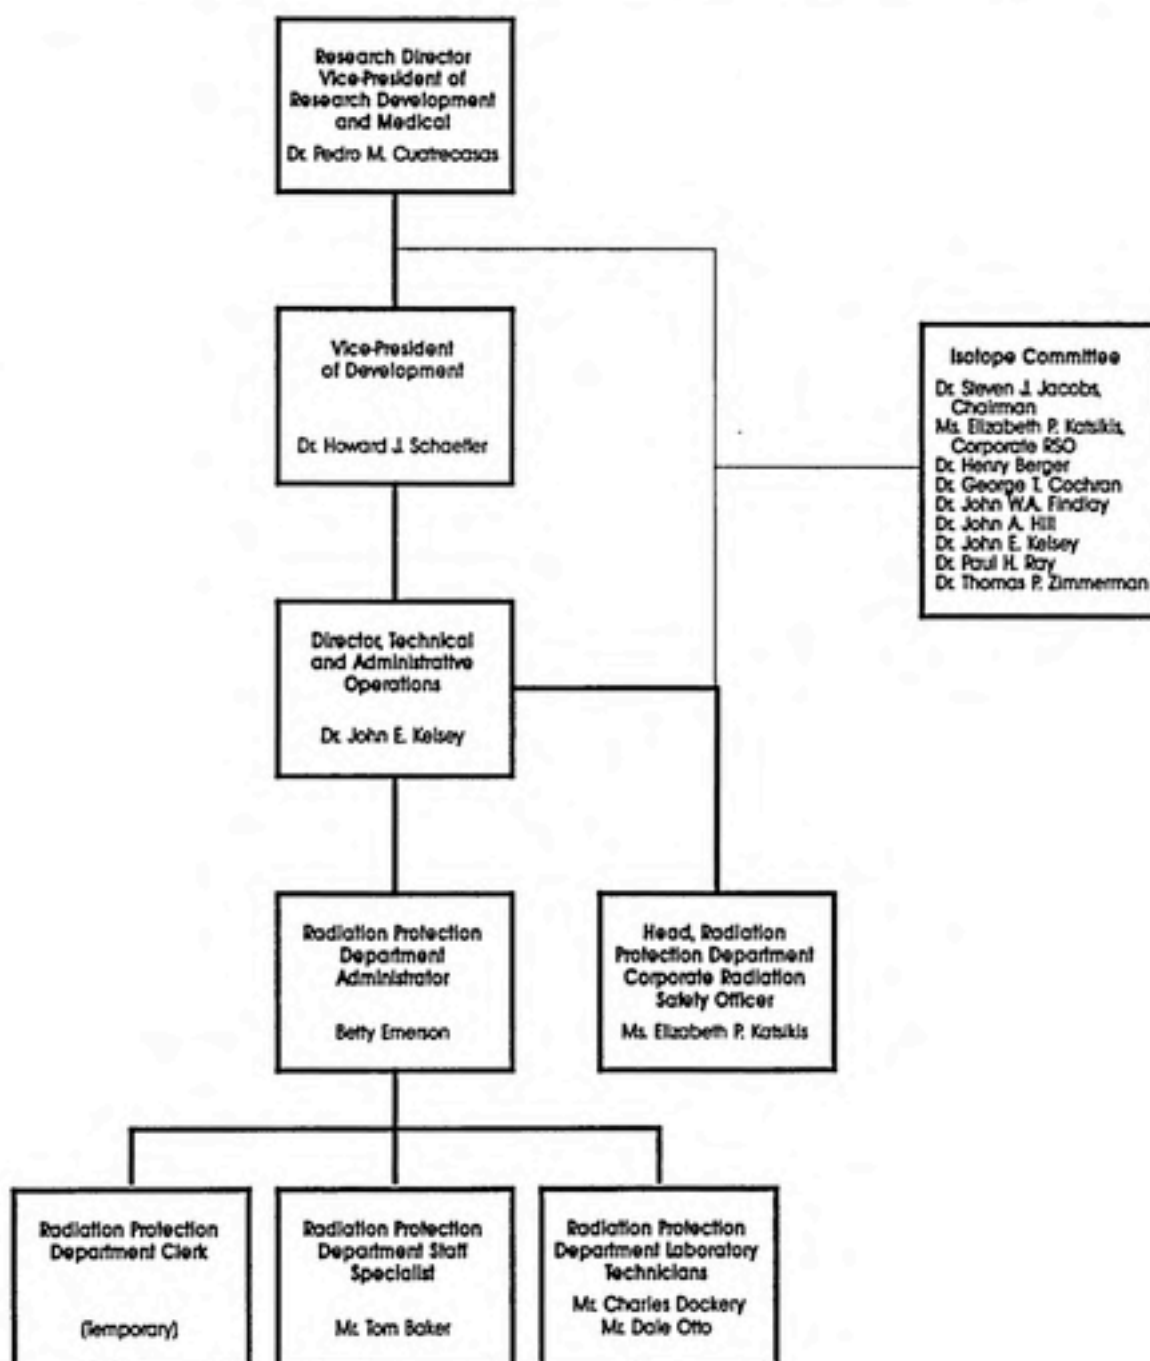 Research Director
Vice-President of
Research Development
and Medical
Dr. Pedro M. Cuatrecasas
Vice-President
of Development
Dr. Howard J. Schaeffer
Isotope Committee
Dr. Steven J. Jacobs,
Chairman
Ms. Elizabeth P. Katsikis,
Corporate RSO
Dr. Henry Berger
Dr. George T. Cochran
Dr. John W.A. Findlay
Dr. John A. Hill
Dr. John E. Kelsey
Dr. Paul H. Ray
Dr. Thomas P. Zimmerman
Director, Technical
and Administrative
Operations
Dr. John E. Kelsey
Radiation Protection
Department
Administrator
Betty Emerson
Head, Radiation
Protection Department
Corporate Radiation
Safety Officer
Ms. Elizabeth P. Katsikis
Radiation Protection
Department Clerk
(Temporary)
Radiation Protection
Department Staff
Specialist
Mr. Tom Baker
Radiation Protection
Department Laboratory
Technicians
Mr. Charles Dockery
Mr. Dale Otto